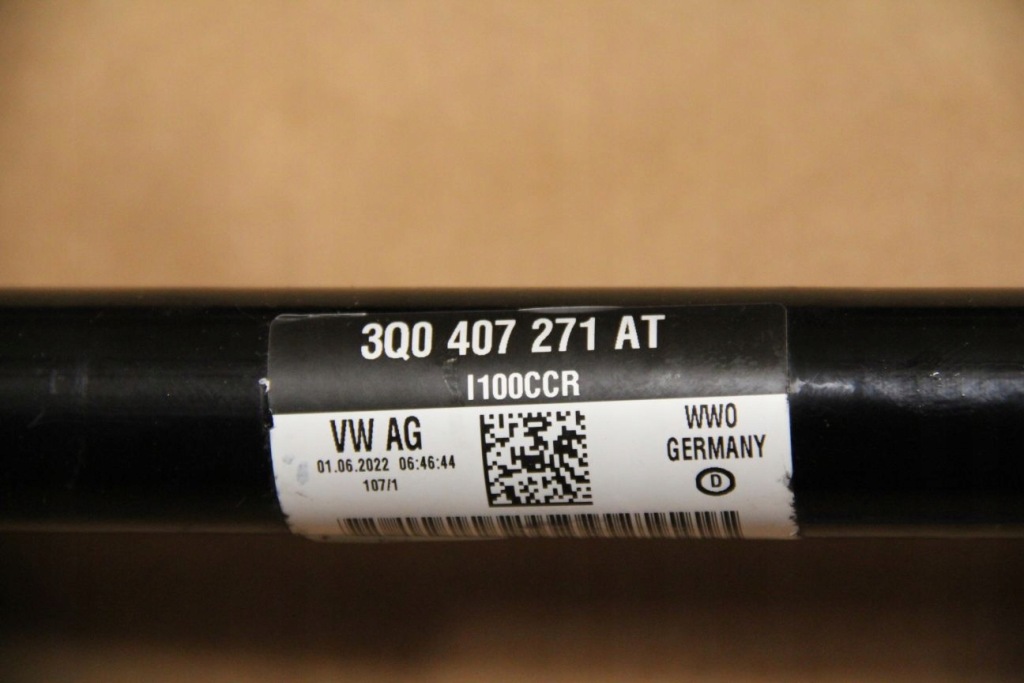 3Q0 407 271 AT
I100CCR
VW AG
01.06.2022 06:46:44
107/1
WWO
GERMANY
D